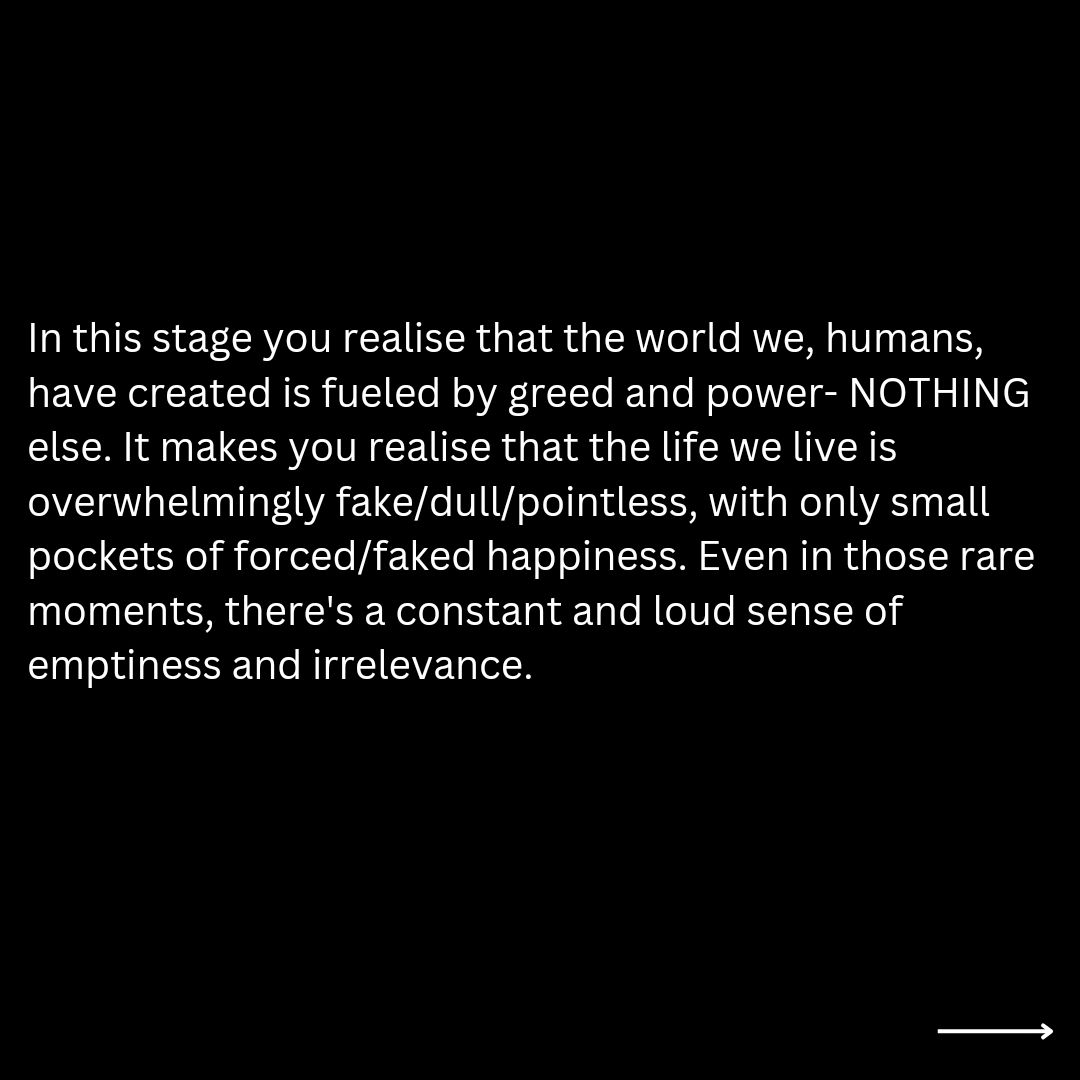 In this stage you realise that the world we, humans,
have created is fueled by greed and power- NOTHING
else. It makes you realise that the life we live is
overwhelmingly fake/dull/pointless, with only small
pockets of forced/faked happiness. Even in those rare
moments, there's a constant and loud sense of
emptiness and irrelevance.